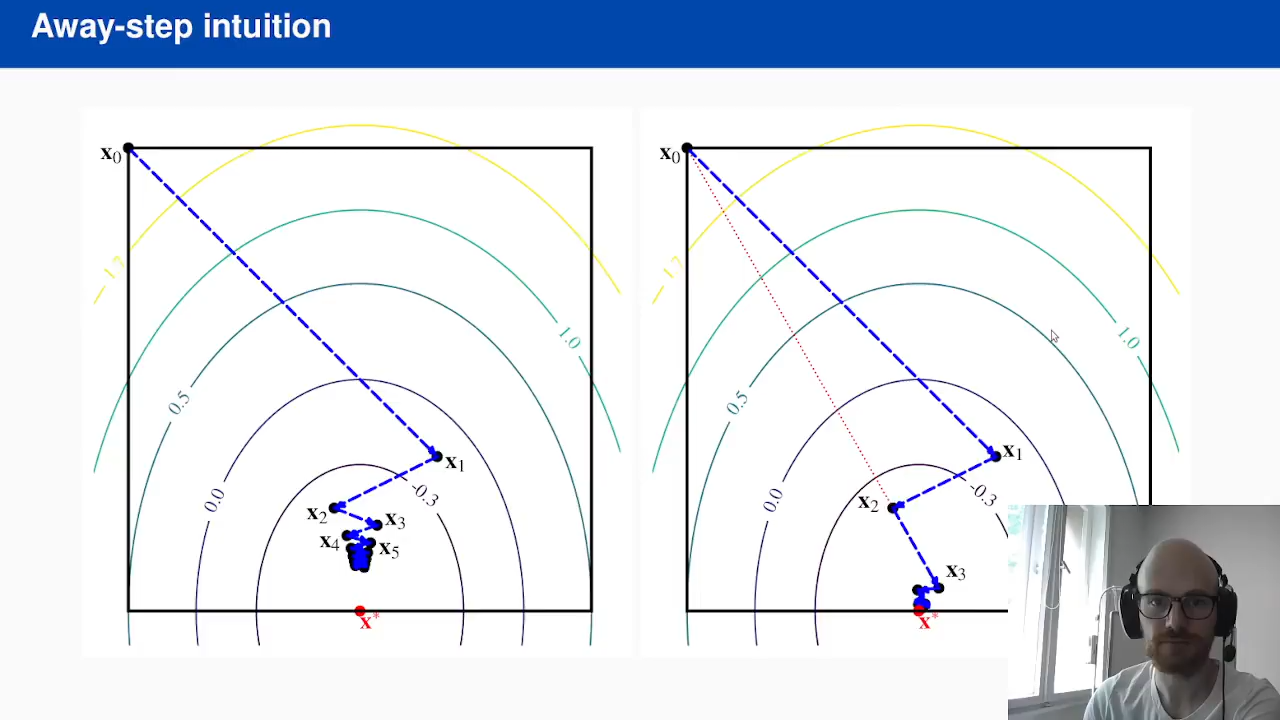 Away-step intuition
x₀
1.7
1.0
0.5
0.0
-0.3
x₁
x₂
x₃
x₄
x₅
x*
x₀
1.7
1.0
0.5
0.0
-0.3
x₁
x₂
x₃
x*